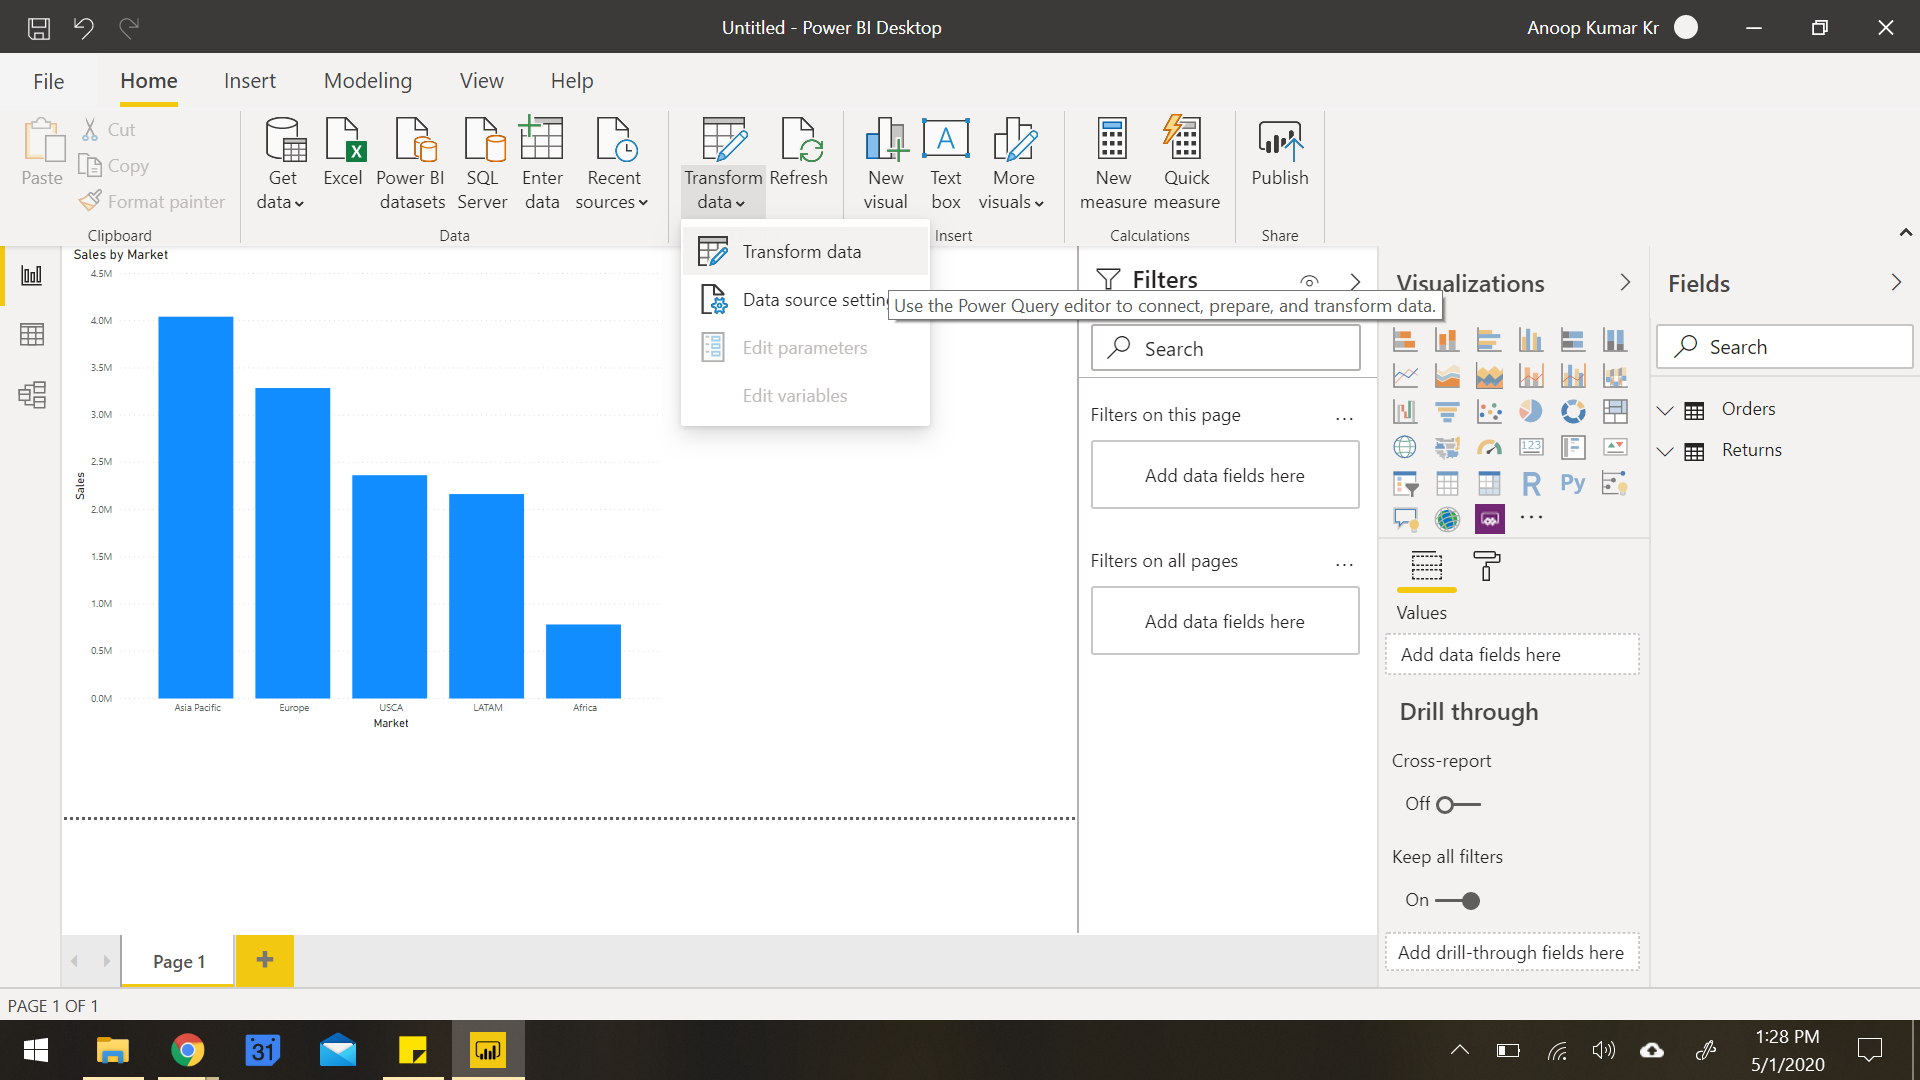 Untitled - Power BI Desktop
Anoop Kumar Kr
File
Home
Insert
Modeling
View
Help
Paste
Cut
Copy
Format painter
Clipboard
Get
data
Excel
Power BI
datasets
SQL
Server
Enter
data
Recent
sources
Data
Transform
data
Refresh
New
visual
Text
box
More
visuals
Insert
New
measure
Quick
measure
Calculations
Publish
Share
Transform data
Data source settin
Edit parameters
Edit variables
Use the Power Query editor to connect, prepare, and transform data.
Sales by Market
4.5M
4.0M
3.5M
3.0M
2.5M
2.0M
1.5M
1.0M
0.5M
0.0M
Sales
Asia Pacific
Europe
USCA
LATAM
Africa
Market
Filters
Search
Filters on this page
...
Add data fields here
Filters on all pages
...
Add data fields here
Visualizations
123
R
Py
...
Values
Add data fields here
Drill through
Cross-report
Off
Keep all filters
On
Add drill-through fields here
Fields
Search
Orders
Returns
Page 1
+
PAGE 1 OF 1
31
1:28 PM
5/1/2020